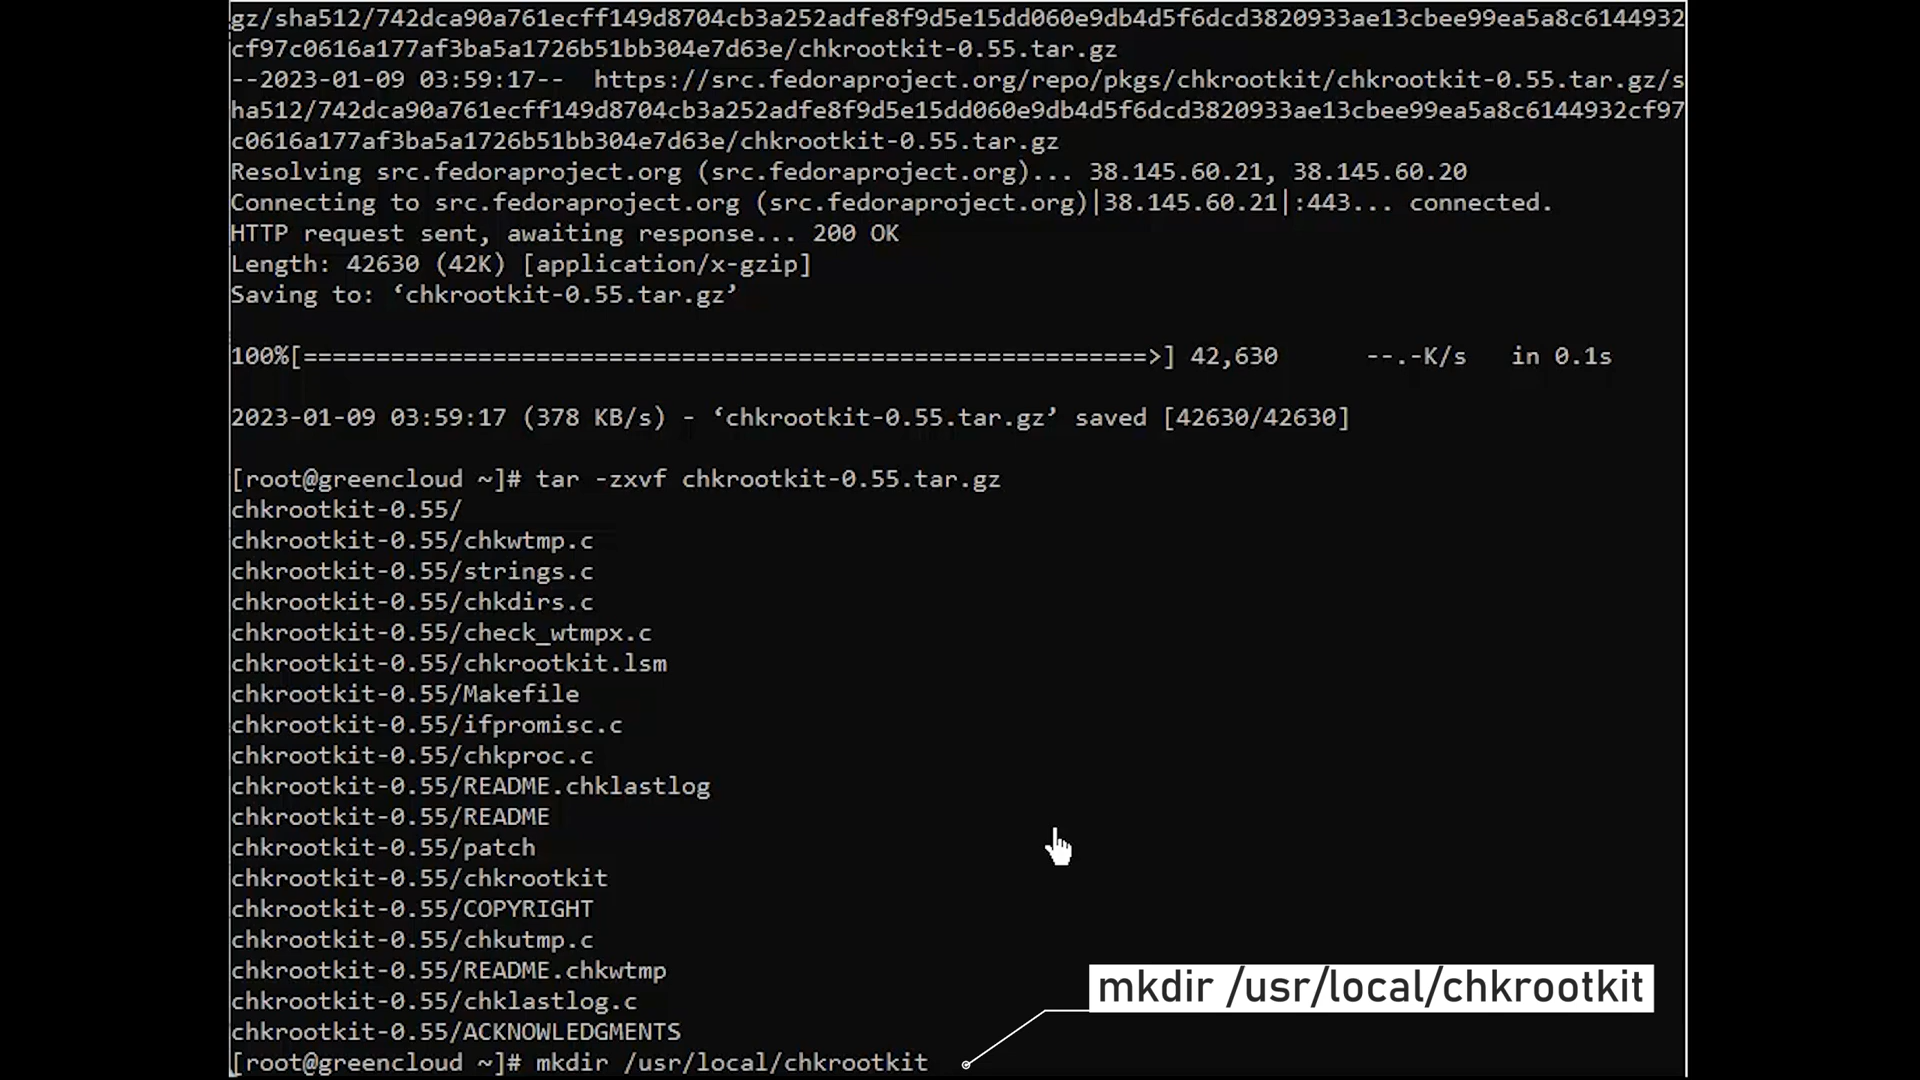 gz/sha512/742dca90a761ecff149d8704cb3a252adfe8f9d5e15dd060e9db4d5f6dcd3820933ae13cbee99ea5a8c6144932
cf97c0616a177af3ba5a1726b51bb304e7d63e/chkrootkit-0.55.tar.gz
--2023-01-09 03:59:17--  https://src.fedoraproject.org/repo/pkgs/chkrootkit/chkrootkit-0.55.tar.gz/s
ha512/742dca90a761ecff149d8704cb3a252adfe8f9d5e15dd060e9db4d5f6dcd3820933ae13cbee99ea5a8c6144932cf97
c0616a177af3ba5a1726b51bb304e7d63e/chkrootkit-0.55.tar.gz
Resolving src.fedoraproject.org (src.fedoraproject.org)... 38.145.60.21, 38.145.60.20
Connecting to src.fedoraproject.org (src.fedoraproject.org)|38.145.60.21|:443... connected.
HTTP request sent, awaiting response... 200 OK
Length: 42630 (42K) [application/x-gzip]
Saving to: ‘chkrootkit-0.55.tar.gz’
100%[==========================================================>] 42,630      --.-K/s   in 0.1s
2023-01-09 03:59:17 (378 KB/s) - ‘chkrootkit-0.55.tar.gz’ saved [42630/42630]
[root@greencloud ~]# tar -zxvf chkrootkit-0.55.tar.gz
chkrootkit-0.55/
chkrootkit-0.55/chkwtmp.c
chkrootkit-0.55/strings.c
chkrootkit-0.55/chkdirs.c
chkrootkit-0.55/check_wtmpx.c
chkrootkit-0.55/chkrootkit.lsm
chkrootkit-0.55/Makefile
chkrootkit-0.55/ifpromisc.c
chkrootkit-0.55/chkproc.c
chkrootkit-0.55/README.chklastlog
chkrootkit-0.55/README
chkrootkit-0.55/patch
chkrootkit-0.55/chkrootkit
chkrootkit-0.55/COPYRIGHT
chkrootkit-0.55/chkutmp.c
chkrootkit-0.55/README.chkwtmp
chkrootkit-0.55/chklastlog.c
chkrootkit-0.55/ACKNOWLEDGMENTS
[root@greencloud ~]# mkdir /usr/local/chkrootkit
mkdir /usr/local/chkrootkit